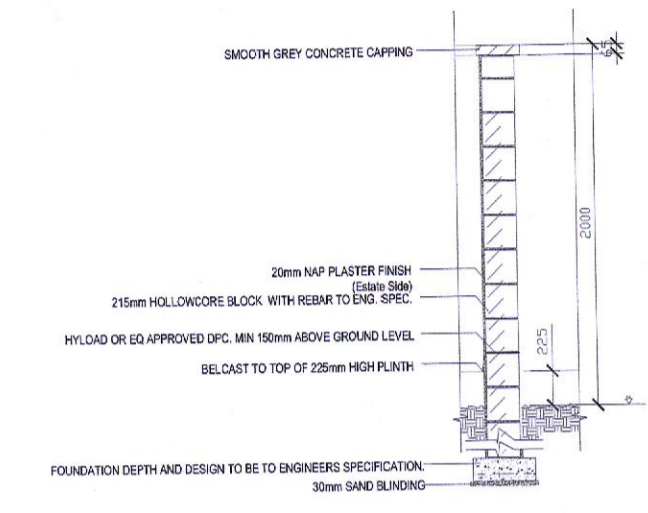 SMOOTH GREY CONCRETE CAPPING
2000
20mm NAP PLASTER FINISH
(Estate Side)
215mm HOLLOWCORE BLOCK WITH REBAR TO ENG. SPEC.
HYLOAD OR EQ APPROVED DPC. MIN 150mm ABOVE GROUND LEVEL
225
BELCAST TO TOP OF 225mm HIGH PLINTH
FOUNDATION DEPTH AND DESIGN TO BE TO ENGINEERS SPECIFICATION.
30mm SAND BLINDING